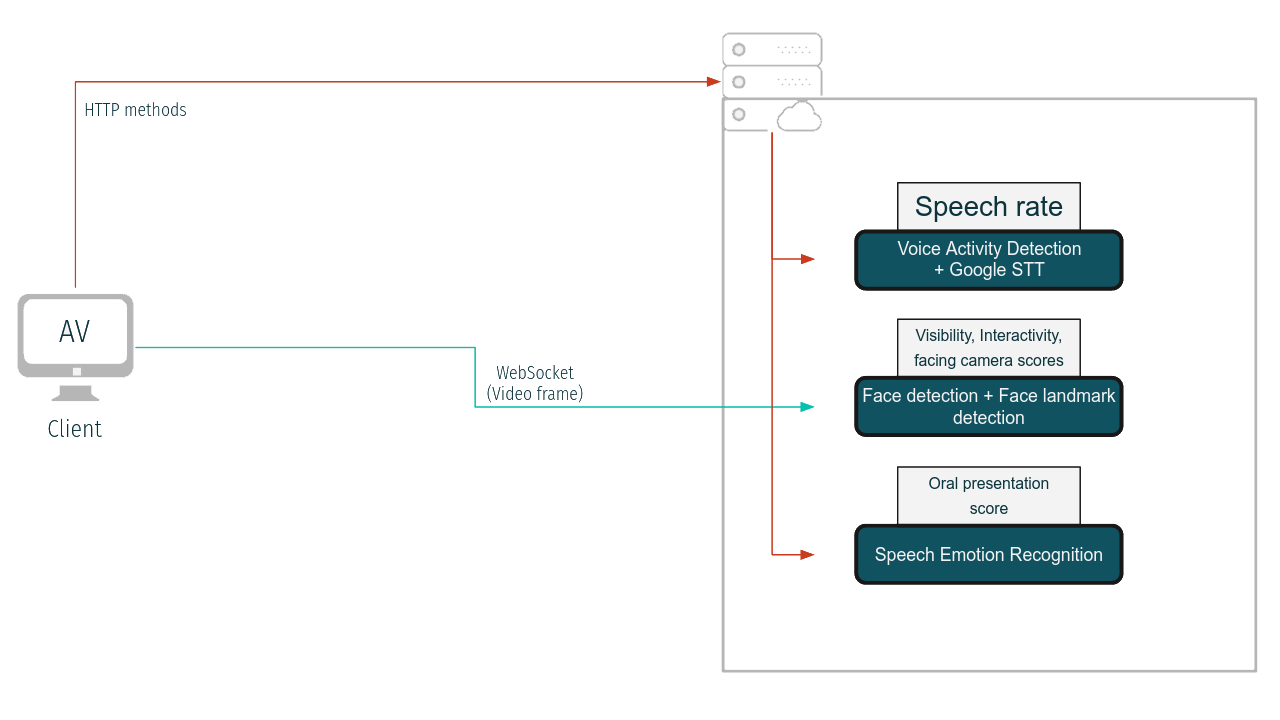 HTTP methods
AV
Client
WebSocket
(Video frame)
Speech rate
Voice Activity Detection
+ Google STT
Visibility, Interactivity,
facing camera scores
Face detection + Face landmark
detection
Oral presentation
score
Speech Emotion Recognition